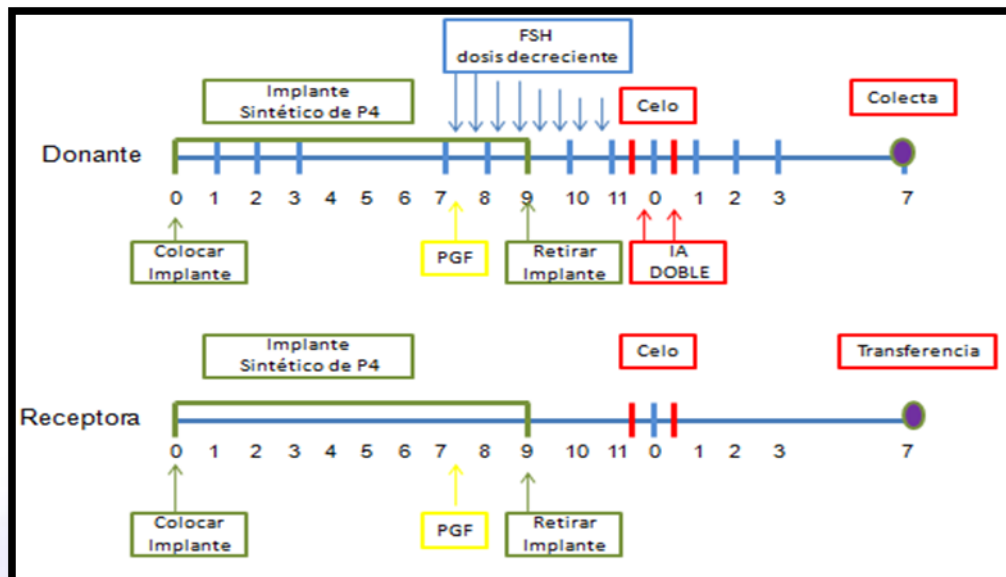 FSH
dosis decreciente
Implante
Sintético de P4
Celo
Colecta
Donante
0 1 2 3 4 5 6 7 8 9 10 11 0 1 2 3 7
Colocar
Implante
PGF
Retirar
Implante
IA
DOBLE
Implante
Sintético de P4
Celo
Transferencia
Receptora
0 1 2 3 4 5 6 7 8 9 10 11 0 1 2 3 7
Colocar
Implante
PGF
Retirar
Implante